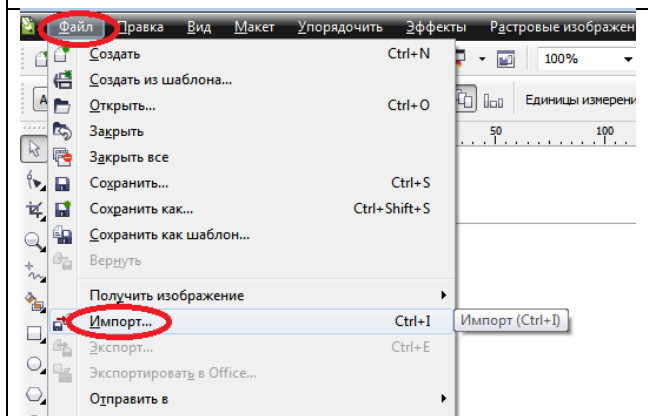 Файл Правка Вид Макет Упорядочить Эффекты Растровые изображен
Создать Ctrl+N
100%
Создать из шаблона...
A
Открыть... Ctrl+O
Единицы измерени
Закрыть
50 100
Закрыть все
Сохранить... Ctrl+S
Сохранить как... Ctrl+Shift+S
Сохранить как шаблон...
Вернуть
Получить изображение
Импорт... Ctrl+I
Импорт (Ctrl+I)
Экспорт... Ctrl+E
Экспортировать в Office...
Отправить в